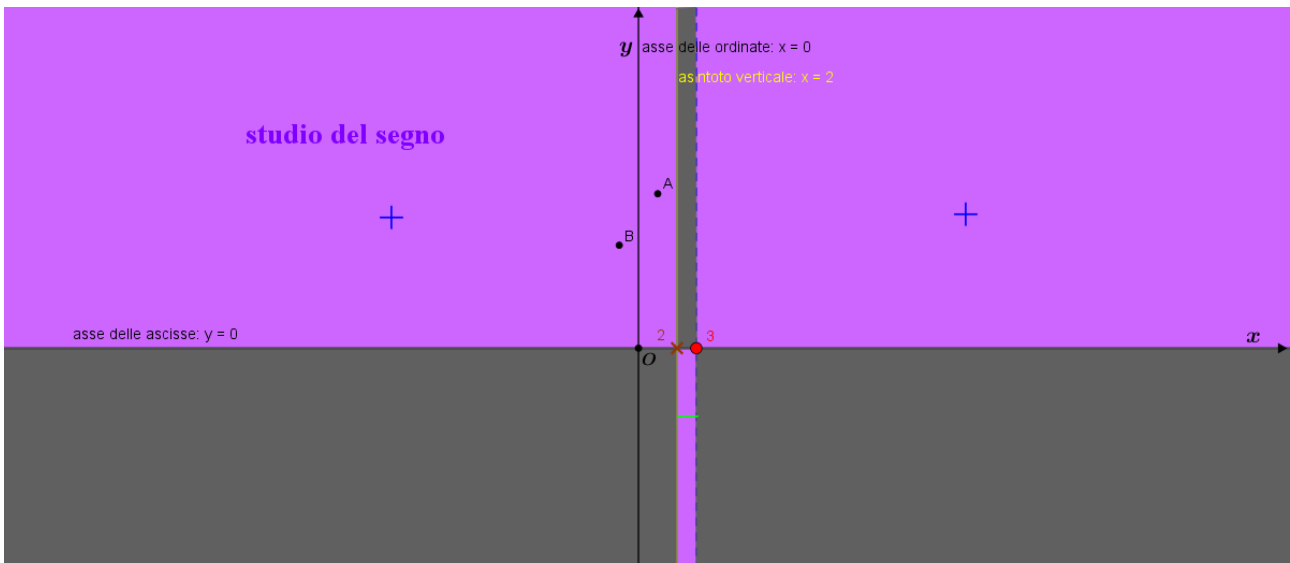 y asse delle ordinate: x = 0
asintoto verticale: x = 2
studio del segno
A
B
asse delle ascisse: y = 0
2 3
x
O